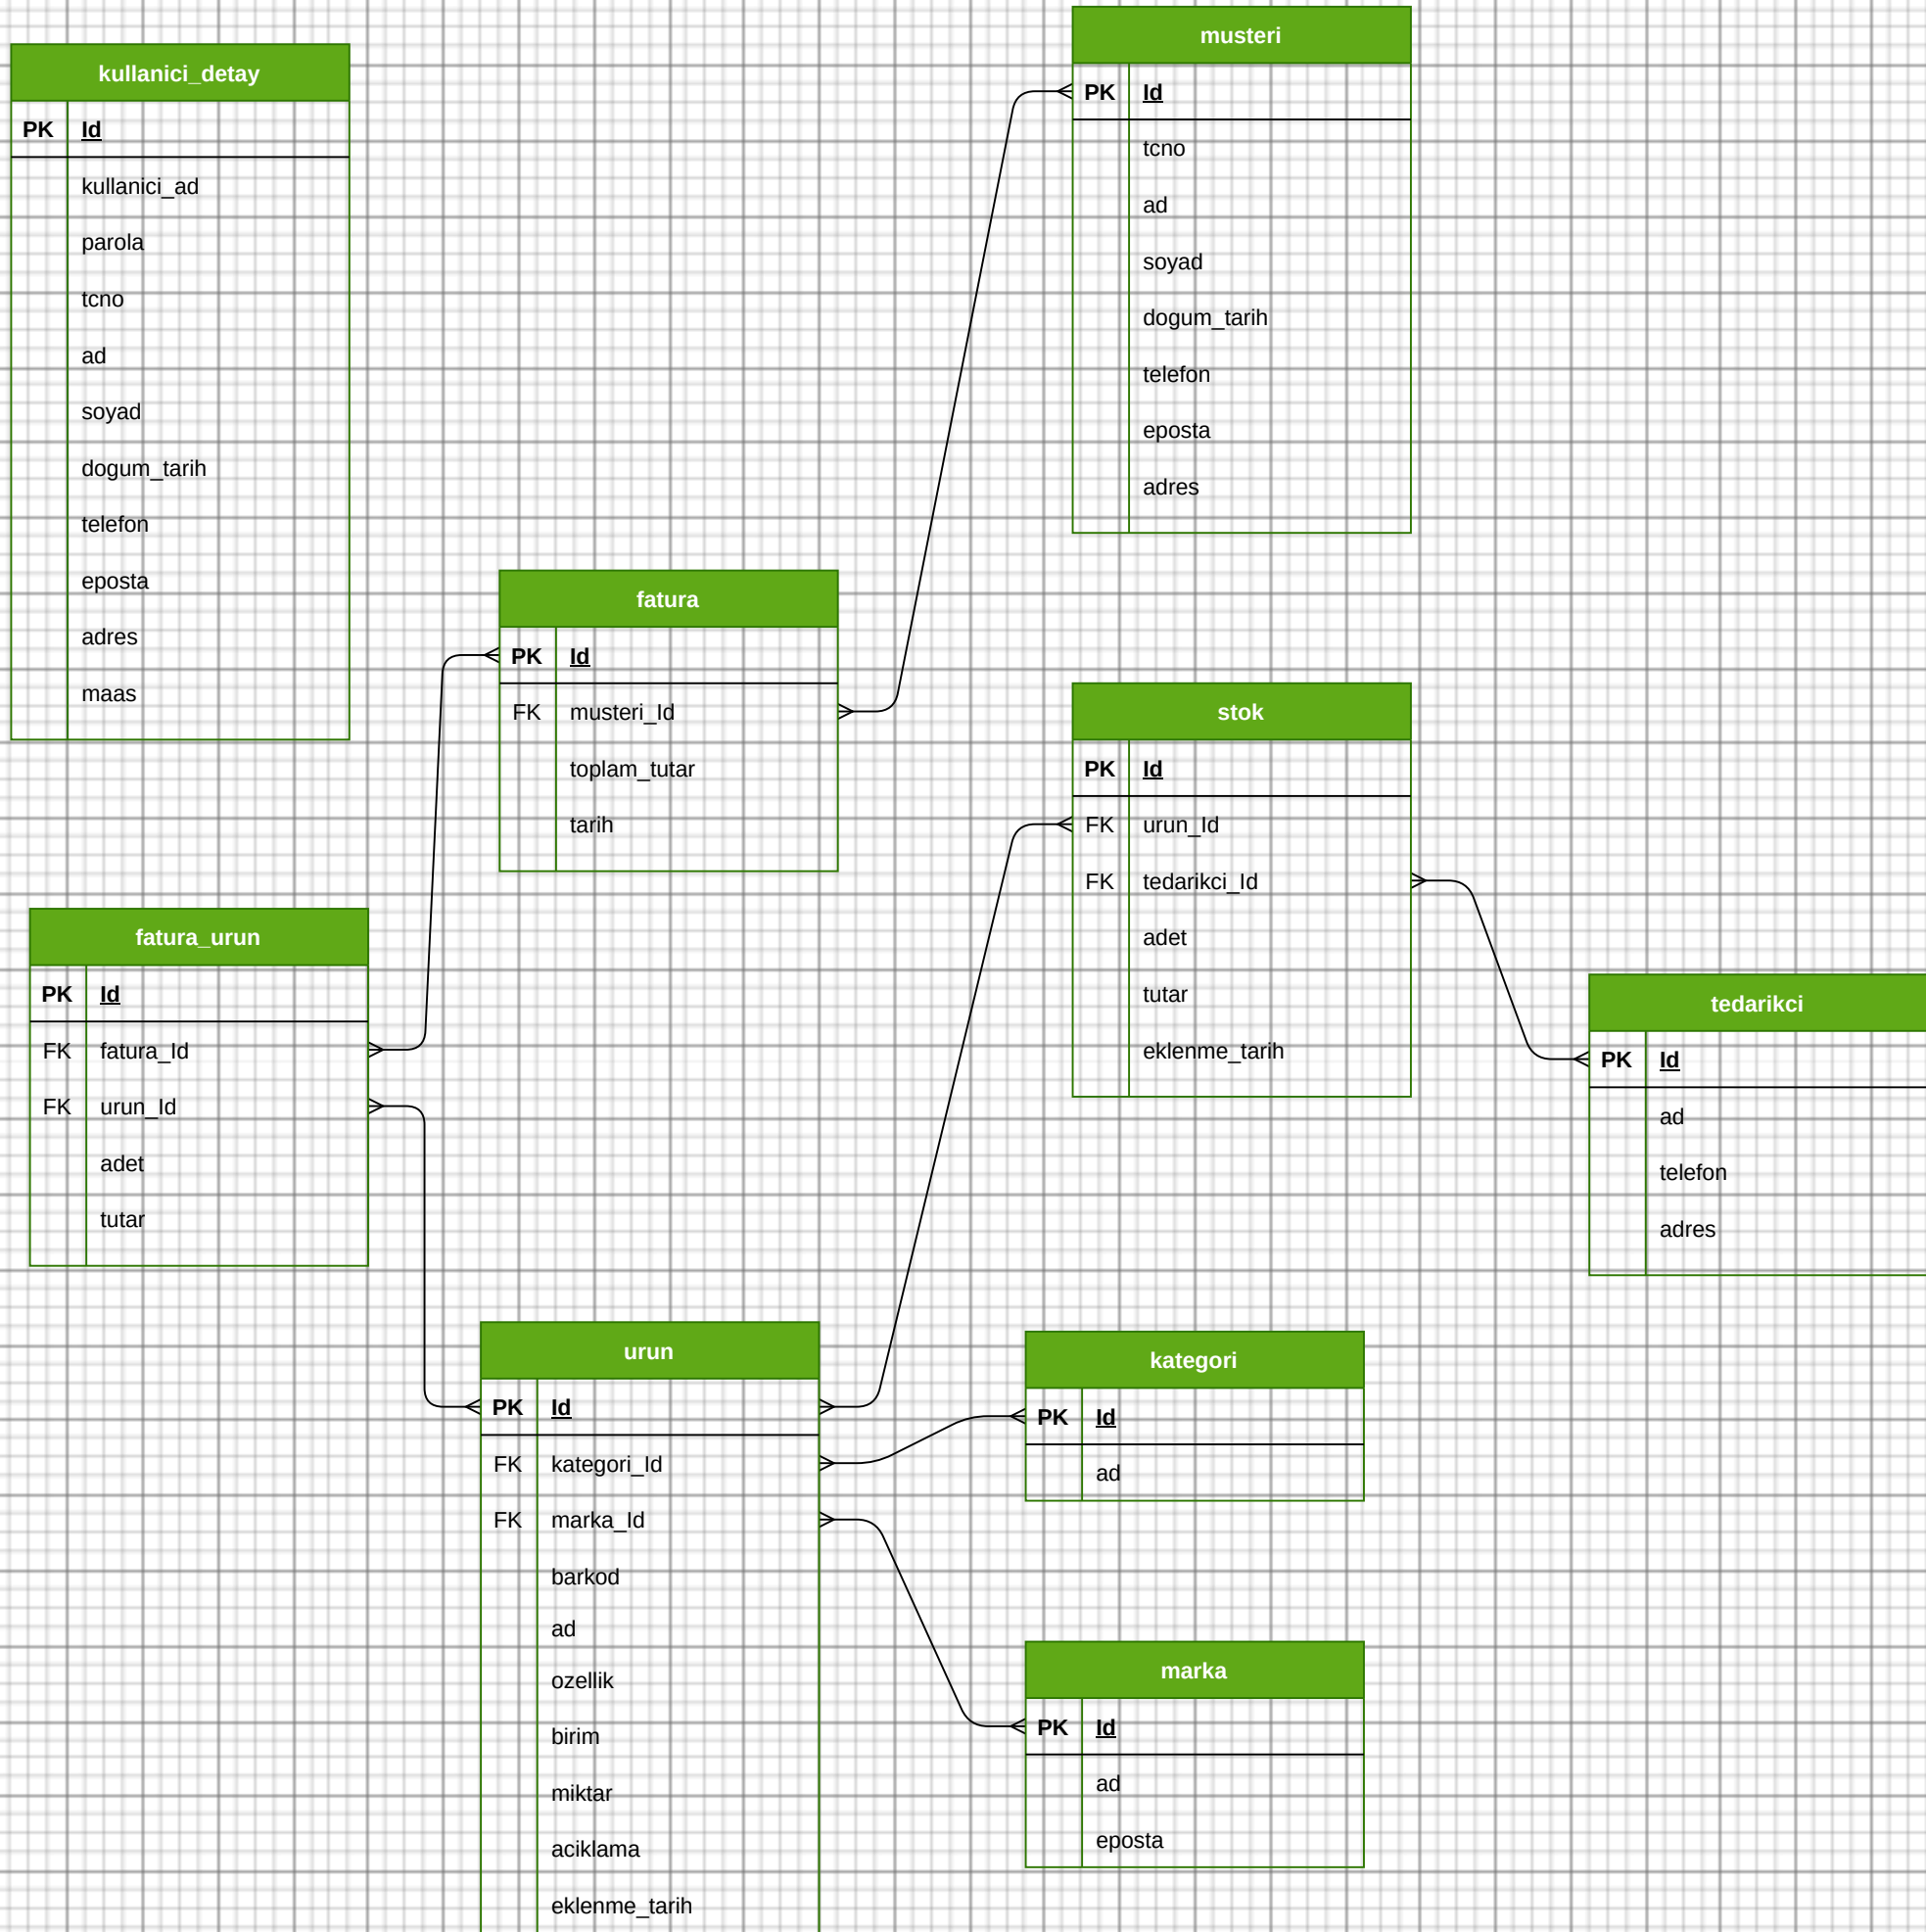 kullanici_detay
PK Id
kullanici_ad
parola
tcno
ad
soyad
dogum_tarih
telefon
eposta
adres
maas
musteri
PK Id
tcno
ad
soyad
dogum_tarih
telefon
eposta
adres
fatura
PK Id
FK musteri_Id
toplam_tutar
tarih
stok
PK Id
FK urun_Id
FK tedarikci_Id
adet
tutar
eklenme_tarih
fatura_urun
PK Id
FK fatura_Id
FK urun_Id
adet
tutar
tedarikci
PK Id
ad
telefon
adres
urun
PK Id
FK kategori_Id
FK marka_Id
barkod
ad
ozellik
birim
miktar
aciklama
eklenme_tarih
kategori
PK Id
ad
marka
PK Id
ad
eposta